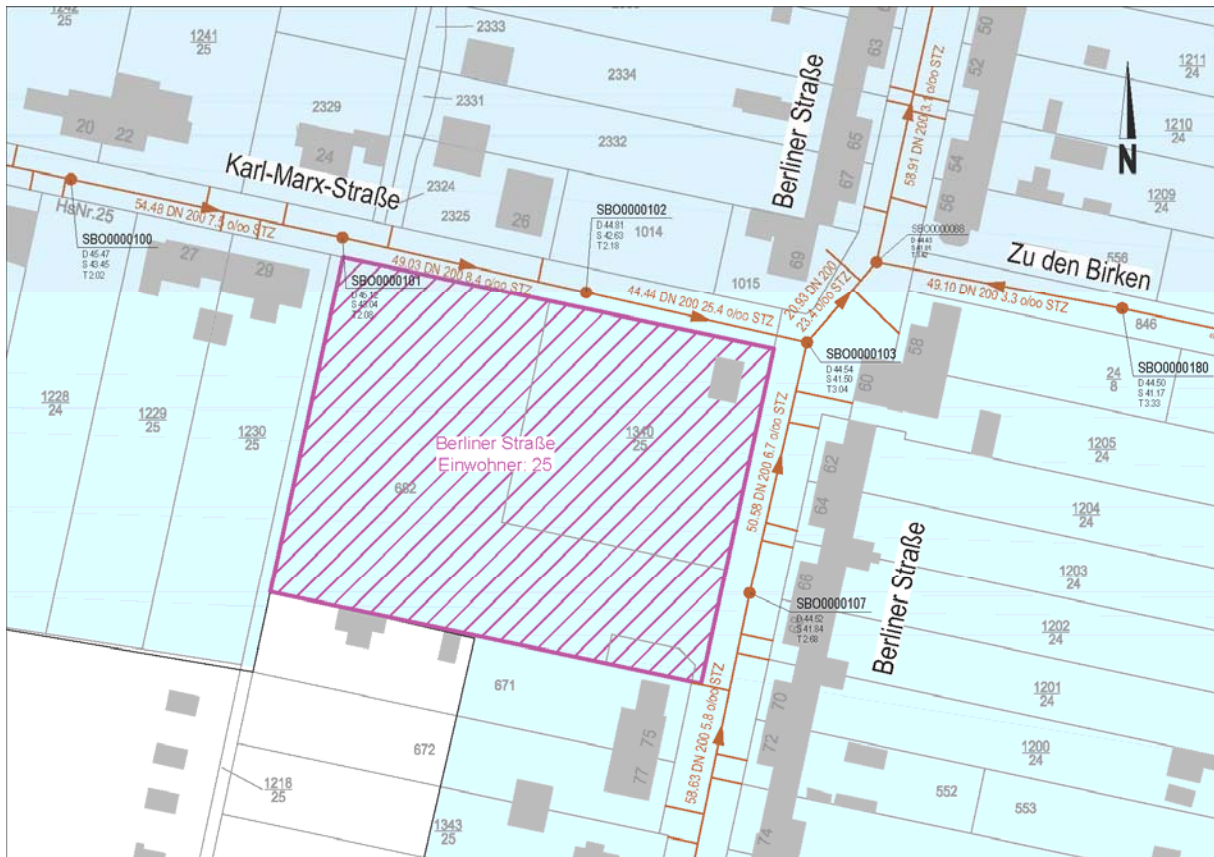 1242
25
1241
25
2333
2334
2331
2329
2332
20
22
24
Karl-Marx-Straße
2324
2325
26
1014
1015
Berliner Straße
63
65
67
69
50
52
54
56
58.91 DN 200 3.1 o/oo STZ
1211
24
1210
24
1209
24
N
556
Zu den Birken
846
54.48 DN 200 7.5 o/oo STZ
HsNr.25
27
29
SBO0000100
D 45.47
S 43.45
T 2.02
49.03 DN 200 8.4 o/oo STZ
SBO0000101
SBO0000102
D 44.81
S 42.63
T 2.18
44.44 DN 200 25.4 o/oo STZ
20.93 DN 200
23.4 o/oo STZ
SBO0000103
D 44.54
S 41.50
T 3.04
49.10 DN 200 3.3 o/oo STZ
SBO0000180
D 44.50
S 41.17
T 3.33
58
60
24
8
1228
24
1229
25
1230
25
Berliner Straße
Einwohner: 25
1340
25
682
50.58 DN 200 6.7 o/oo STZ
62
64
66
68
1205
24
1204
24
1203
24
1202
24
1201
24
1200
24
SBO0000107
D 44.52
S 41.84
T 2.68
Berliner Straße
58.63 DN 200 5.8 o/oo STZ
70
72
74
75
77
671
672
1218
25
1343
25
552
553